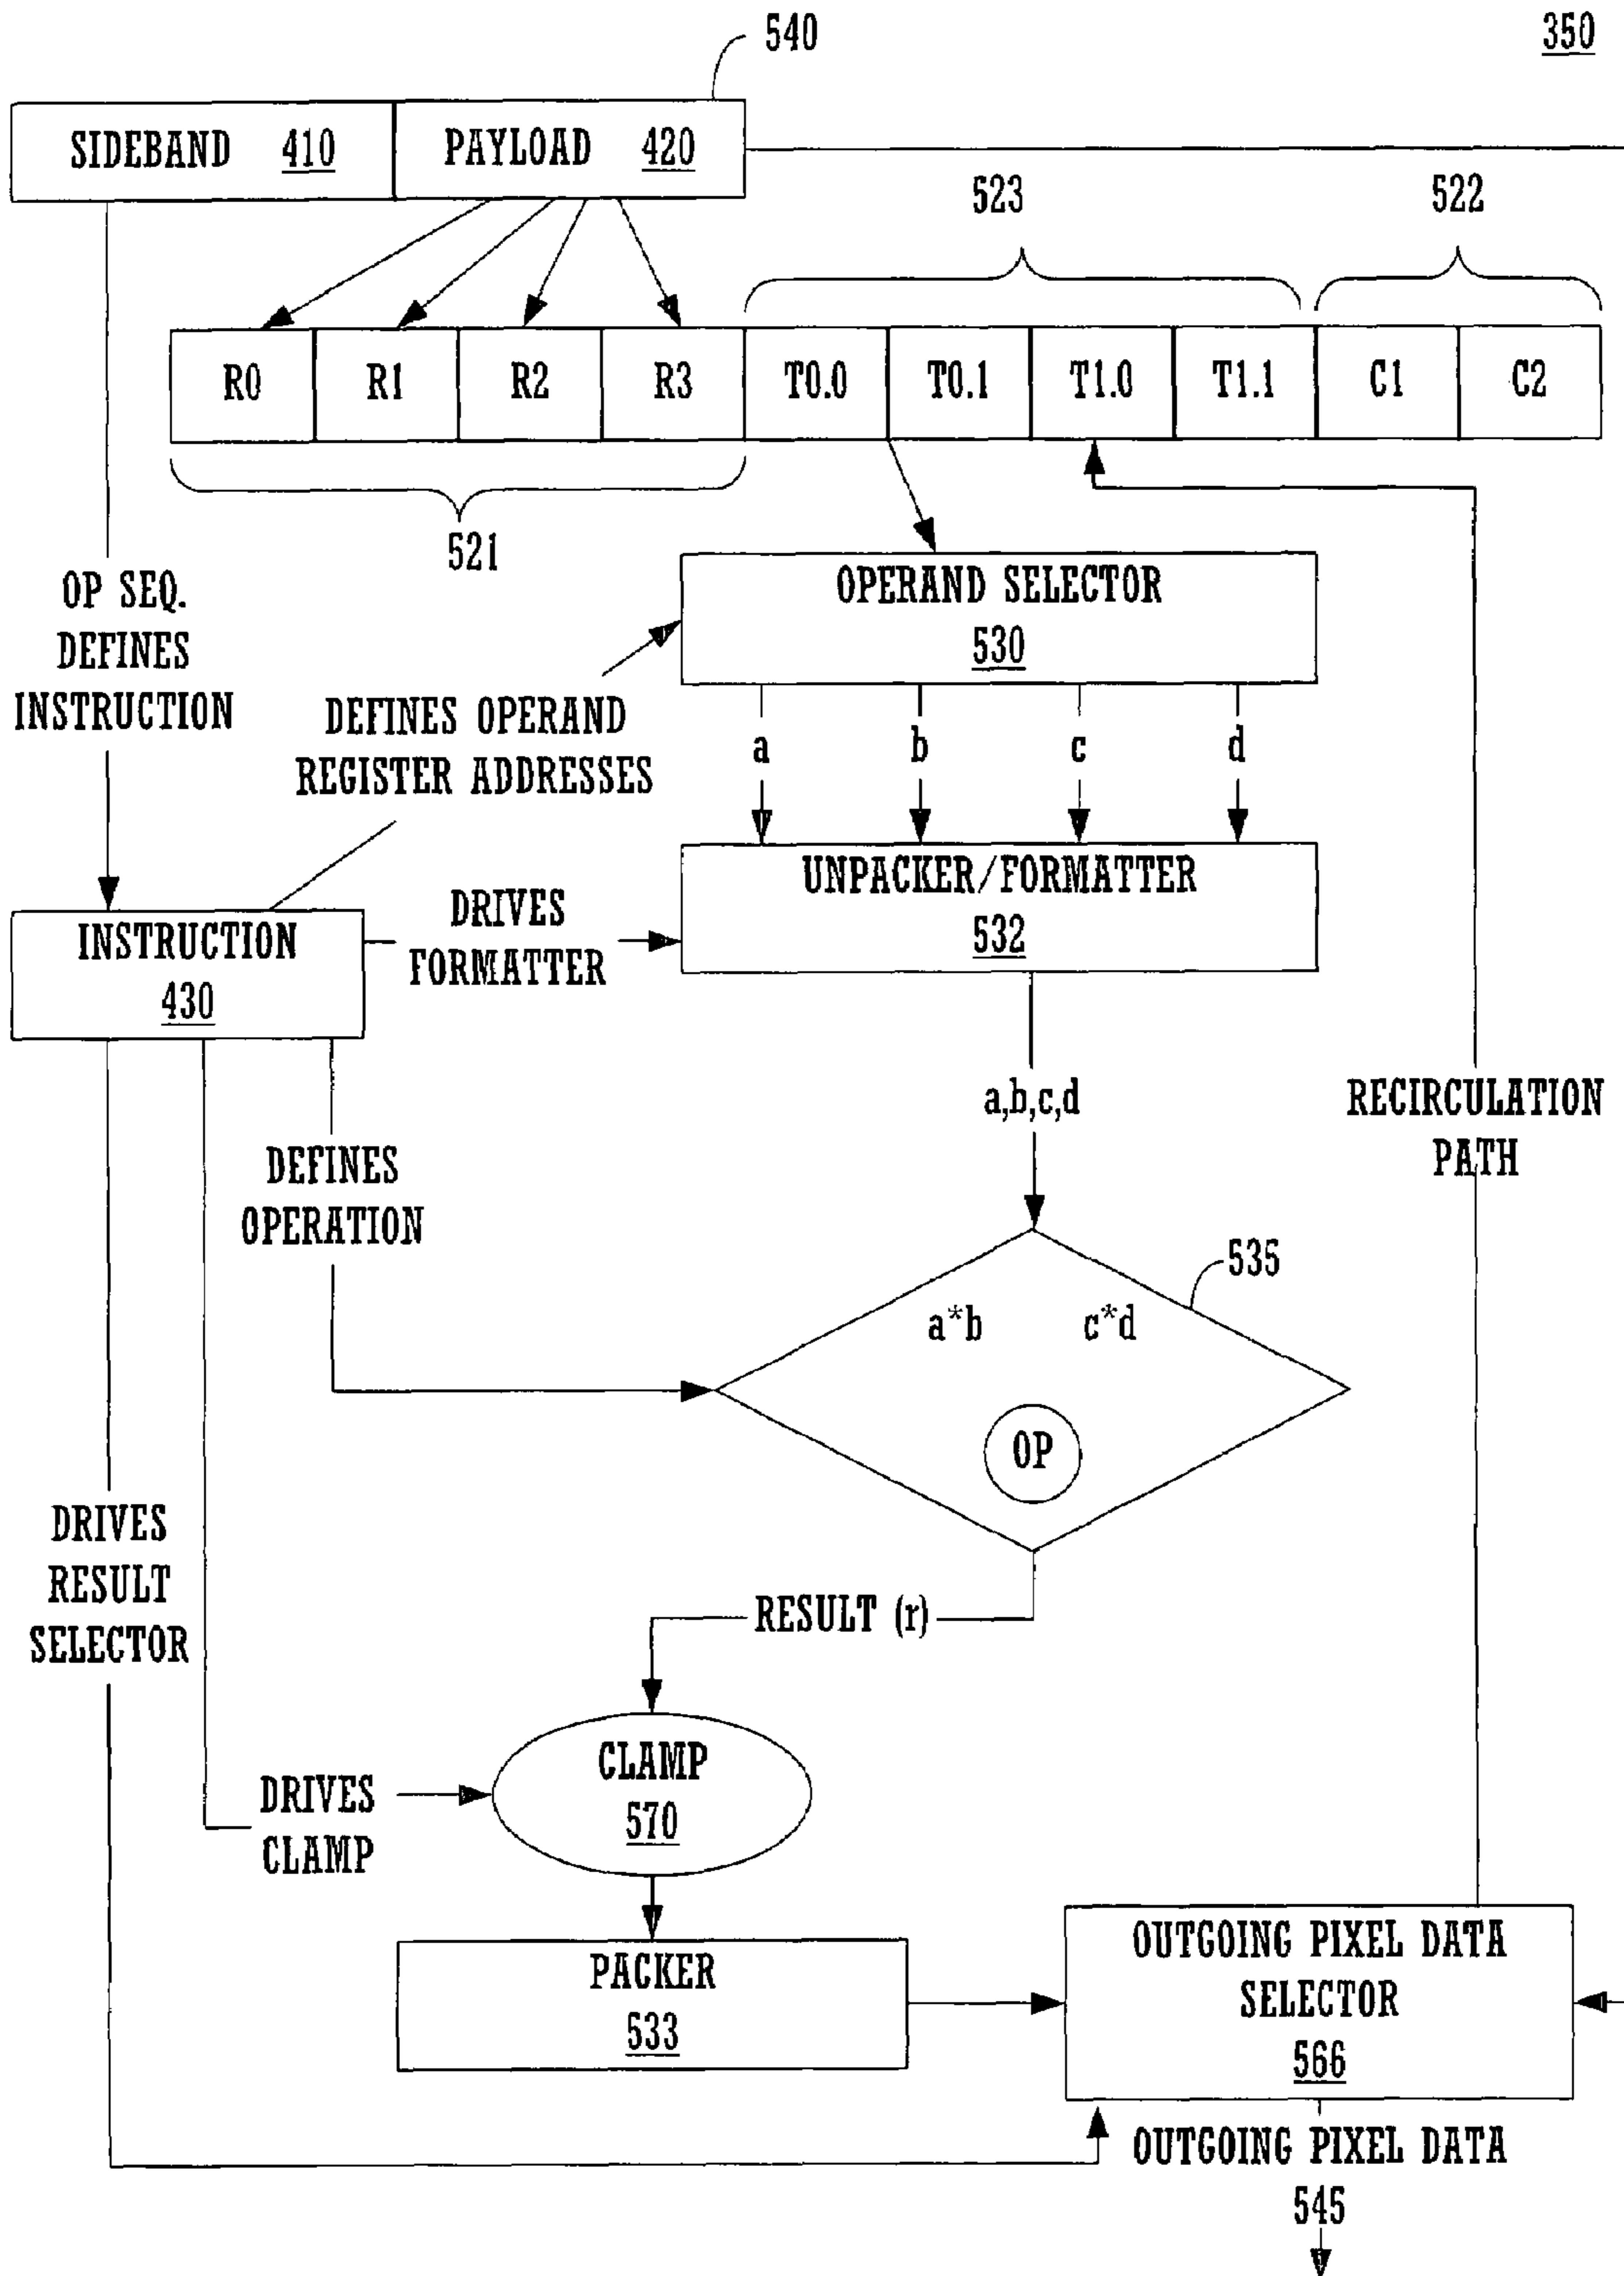 540
350
SIDEBAND 410
PAYLOAD 420
523
522
R0
R1
R2
R3
T0.0
T0.1
T1.0
T1.1
C1
C2
521
OP SEQ.
DEFINES
INSTRUCTION
OPERAND SELECTOR
530
DEFINES OPERAND
REGISTER ADDRESSES
a
b
c
d
UNPACKER/FORMATTER
532
INSTRUCTION
430
DRIVES
FORMATTER
a,b,c,d
RECIRCULATION
PATH
DEFINES
OPERATION
535
a*b
c*d
OP
DRIVES
RESULT
SELECTOR
RESULT (r)
CLAMP
570
DRIVES
CLAMP
PACKER
533
OUTGOING PIXEL DATA
SELECTOR
566
OUTGOING PIXEL DATA
545